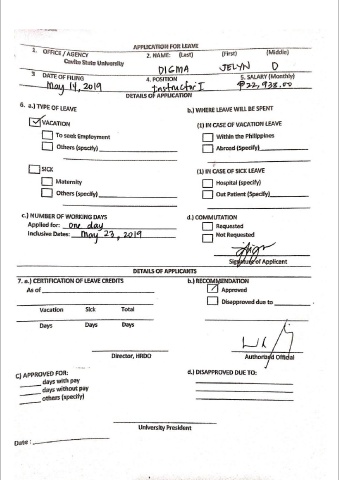 APPLICATION FOR LEAVE
1. OFFICE / AGENCY 2. NAME: (Last) (First) (Middle)
Cavite State University DIGMA JELYN D
3 DATE OF FILING 4. POSITION 5. SALARY (Monthly)
May 14, 2019 Instructor I ₱22,938.00
DETAILS OF APPLICATION
6. a.) TYPE OF LEAVE b.) WHERE LEAVE WILL BE SPENT
VACATION (1) IN CASE OF VACATION LEAVE
To seek Employment Within the Philippines
Others (specify) Abroad (Specify)
SICK (1) IN CASE OF SICK LEAVE
Maternity Hospital (specify)
Others (specify) Out Patient (Specify)
c.) NUMBER OF WORKING DAYS d.) COMMUTATION
Applied for: one day Requested
Inclusive Dates: May 23, 2019 Not Requested
Signature of Applicant
DETAILS OF APPLICANTS
7. a.) CERTIFICATION OF LEAVE CREDITS b.) RECOMMENDATION
As of Approved
Disapproved due to
Vacation Sick Total
Days Days Days
Director, HRDO Authorized Official
C) APPROVED FOR: d.) DISAPPROVED DUE TO:
days with pay
days without pay
others (specify)
University President
Date :